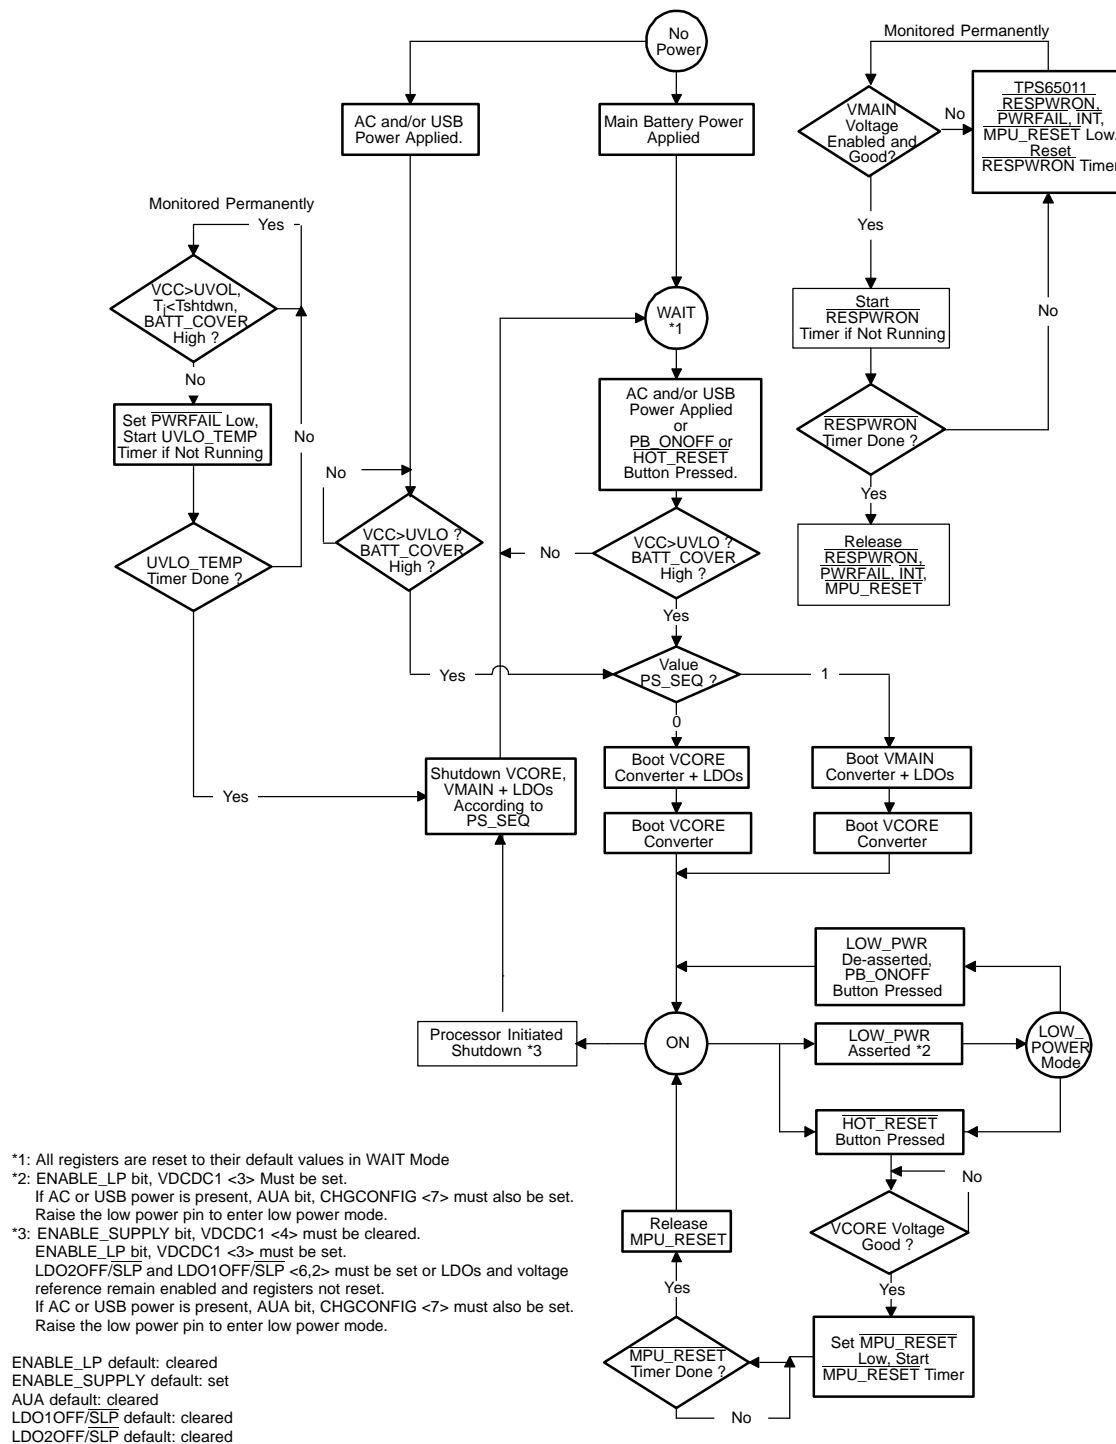 No
Power
AC and/or USB
Power Applied.
Main Battery Power
Applied
Monitored Permanently
VMAIN
Voltage
Enabled and
Good?
No
TPS65011
RESPWRON,
PWRFAIL, INT,
MPU_RESET Low,
Reset
RESPWRON Timer
Yes
Start
RESPWRON
Timer if Not Running
No
RESPWRON
Timer Done ?
Yes
Release
RESPWRON,
PWRFAIL, INT,
MPU_RESET
Monitored Permanently
Yes
VCC>UVOL,
Tj<Tshtdwn,
BATT_COVER
High ?
No
Set PWRFAIL Low,
Start UVLO_TEMP
Timer if Not Running
No
UVLO_TEMP
Timer Done ?
Yes
WAIT
*1
AC and/or USB
Power Applied
or
PB_ONOFF or
HOT_RESET
Button Pressed.
No
VCC>UVLO ?
BATT_COVER
High ?
No
VCC>UVLO ?
BATT_COVER
High ?
Yes
Yes
Value
PS_SEQ ?
1
0
Boot VCORE
Converter + LDOs
Boot VMAIN
Converter + LDOs
Boot VCORE
Converter
Boot VCORE
Converter
Shutdown VCORE,
VMAIN + LDOs
According to
PS_SEQ
LOW_PWR
De-asserted,
PB_ONOFF
Button Pressed
Processor Initiated
Shutdown *3
ON
LOW_PWR
Asserted *2
LOW_
POWER
Mode
HOT_RESET
Button Pressed
No
VCORE Voltage
Good ?
Yes
Set MPU_RESET
Low, Start
MPU_RESET Timer
MPU_RESET
Timer Done ?
No
Yes
Release
MPU_RESET
*1: All registers are reset to their default values in WAIT Mode
*2: ENABLE_LP bit, VDCDC1 <3> Must be set.
If AC or USB power is present, AUA bit, CHGCONFIG <7> must also be set.
Raise the low power pin to enter low power mode.
*3: ENABLE_SUPPLY bit, VDCDC1 <4> must be cleared.
ENABLE_LP bit, VDCDC1 <3> must be set.
LDO2OFF/SLP and LDO1OFF/SLP <6,2> must be set or LDOs and voltage
reference remain enabled and registers not reset.
If AC or USB power is present, AUA bit, CHGCONFIG <7> must also be set.
Raise the low power pin to enter low power mode.
ENABLE_LP default: cleared
ENABLE_SUPPLY default: set
AUA default: cleared
LDO1OFF/SLP default: cleared
LDO2OFF/SLP default: cleared